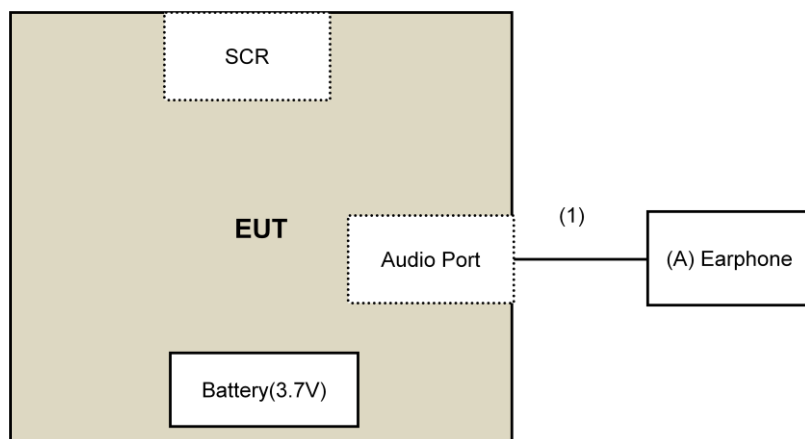 SCR
EUT
Audio Port
(1)
(A) Earphone
Battery(3.7V)